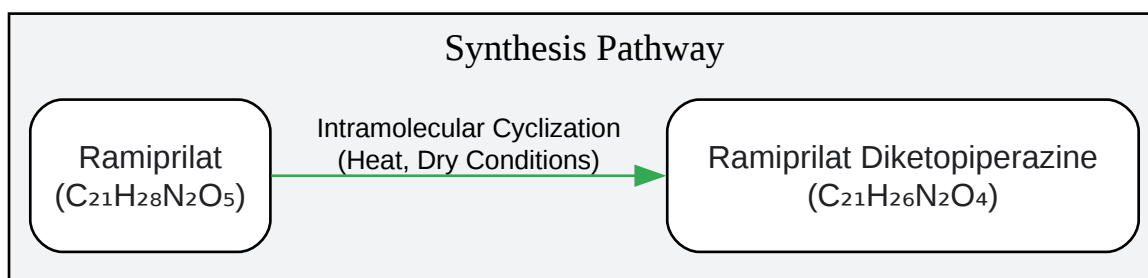 Synthesis Pathway
Ramiprilat
(C₂₁H₂₈N₂O₅)
Intramolecular Cyclization
(Heat, Dry Conditions)
Ramiprilat Diketopiperazine
(C₂₁H₂₆N₂O₄)